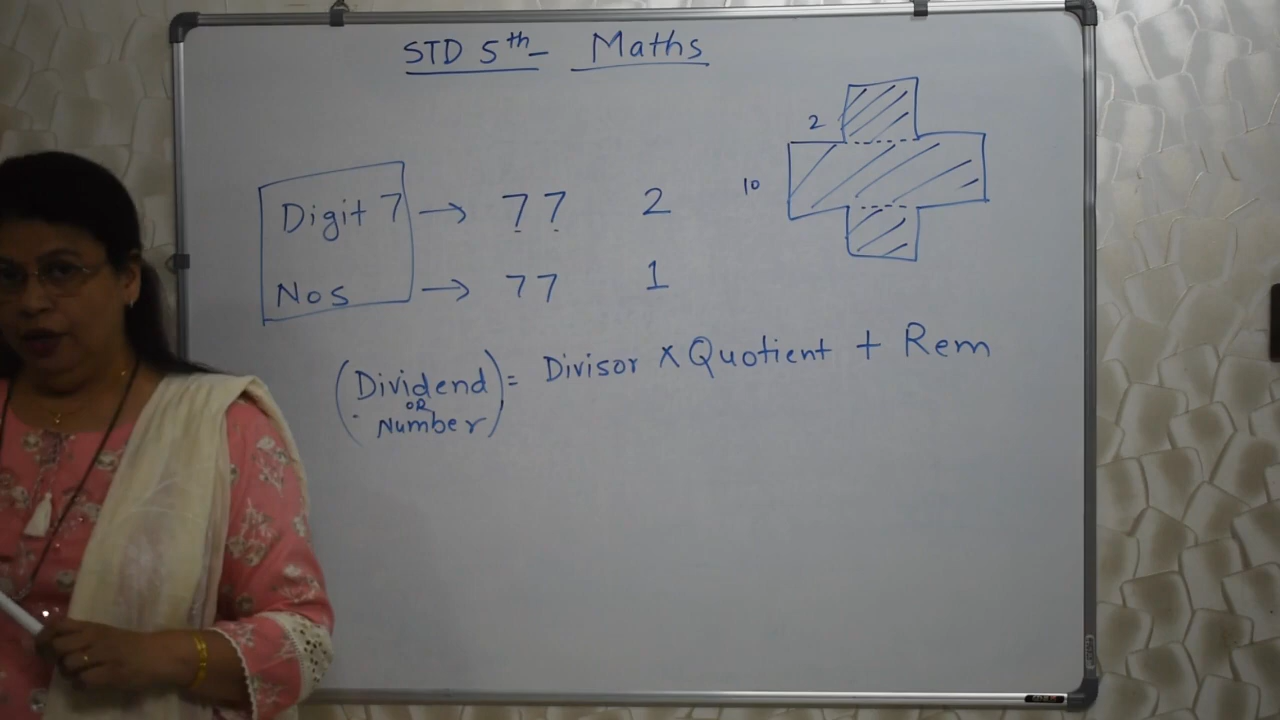 STD 5th- Maths
2
10
Digit 7 → 77 2
Nos → 77 1
(Dividend OR Number) = Divisor × Quotient + Rem